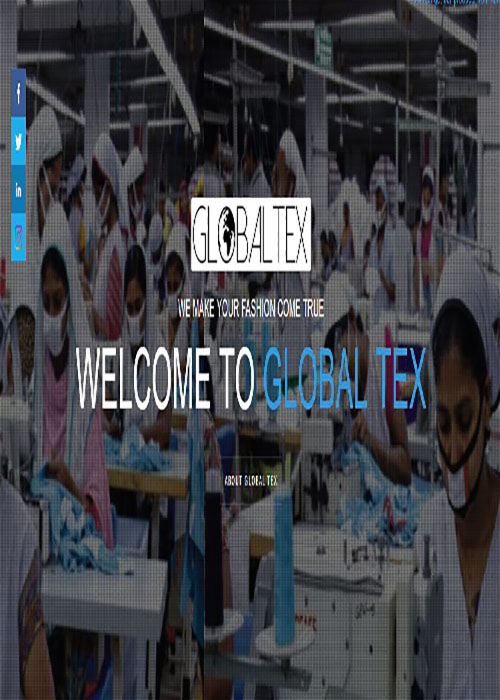 GLOBALTEX
WE MAKE YOUR FASHION COME TRUE
WELCOME TO GLOBAL TEX
ABOUT GLOBAL TEX